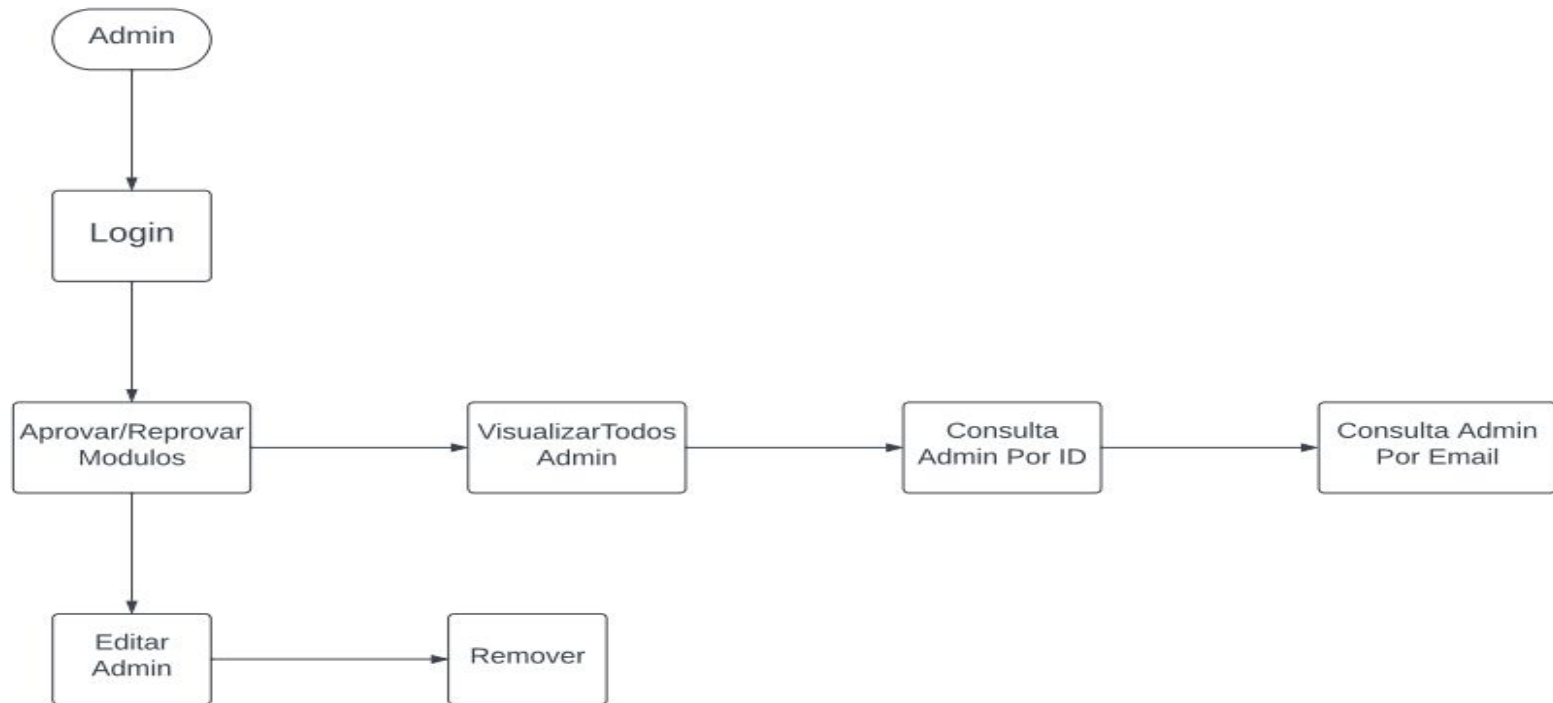 Admin
Login
Aprovar/Reprovar
Modulos
VisualizarTodos
Admin
Consulta
Admin Por ID
Consulta Admin
Por Email
Editar
Admin
Remover